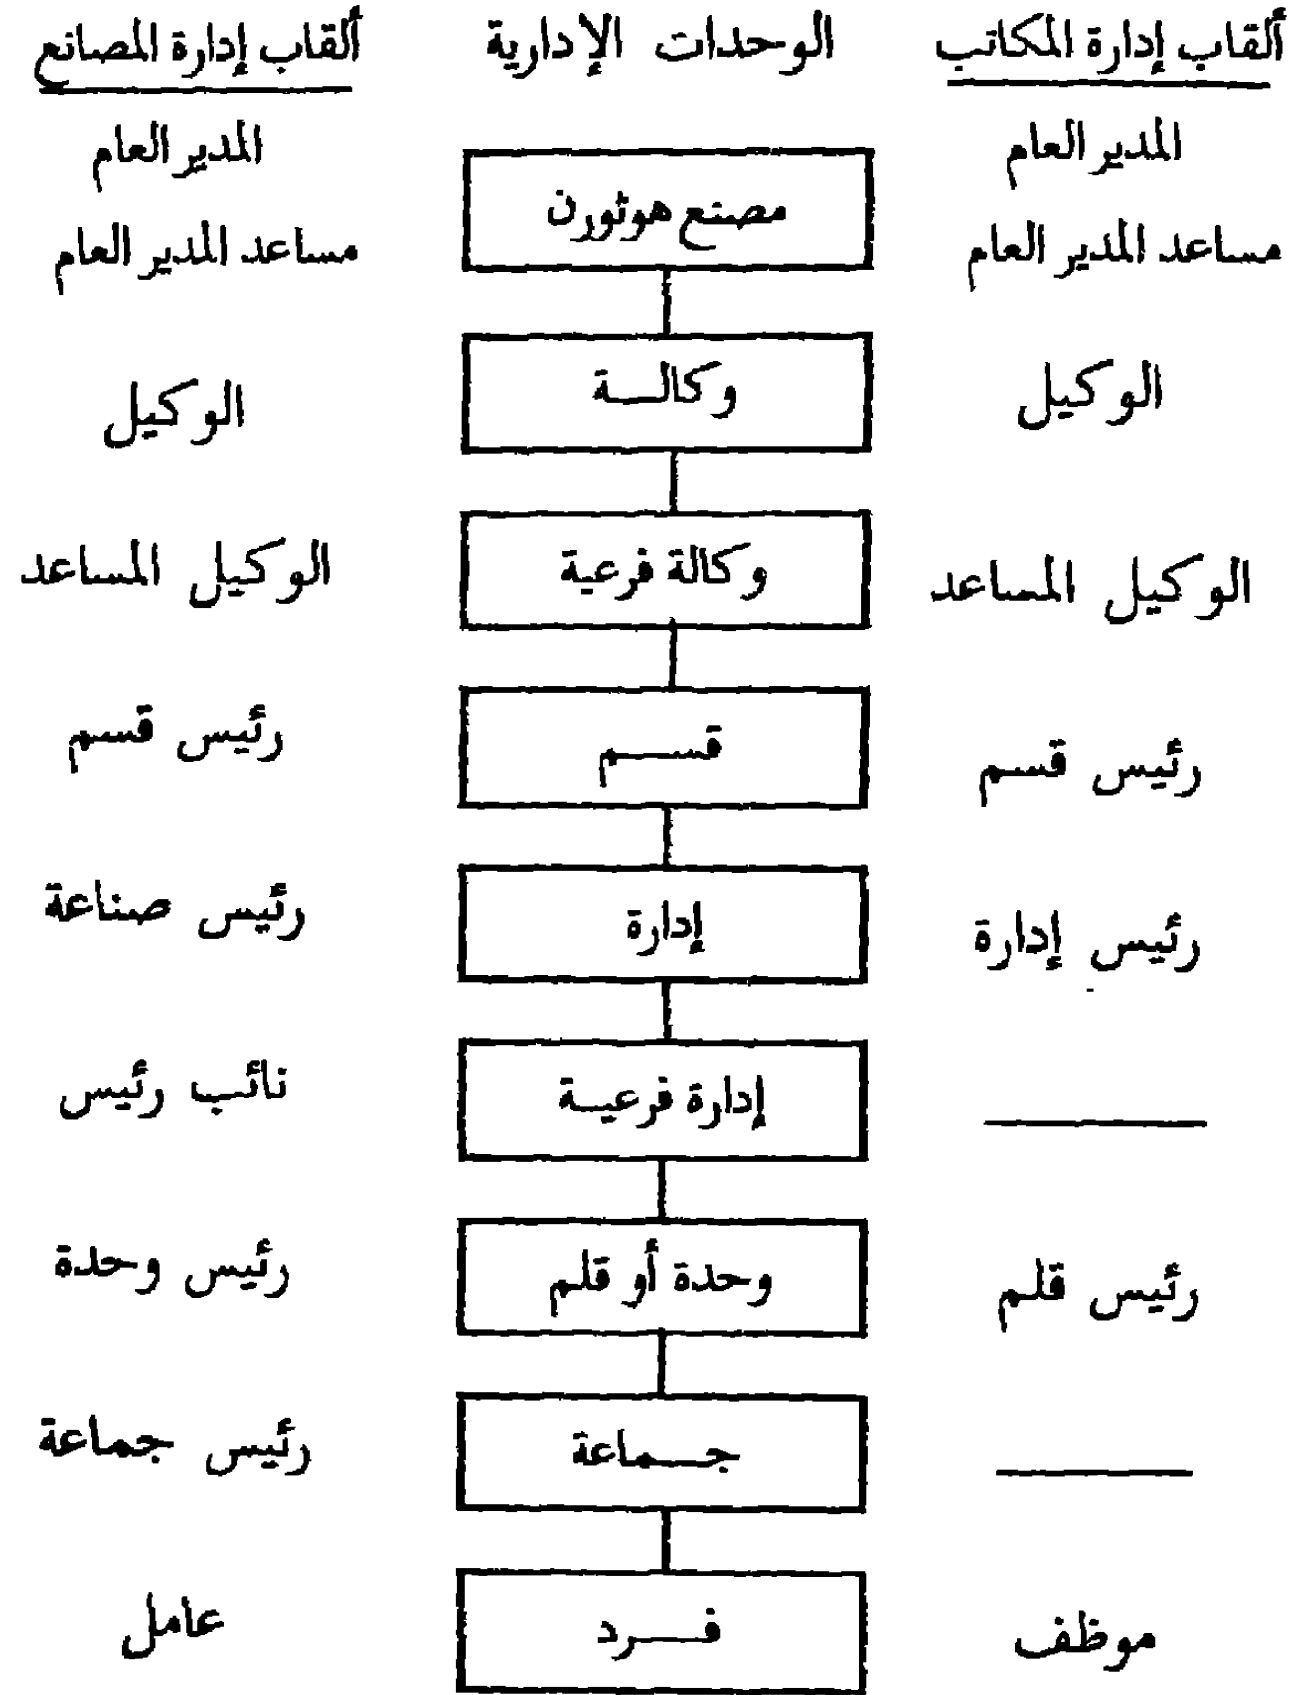 ألقاب إدارة المكاتب الوحدات الإدارية ألقاب إدارة المصانع
المدير العام المدير العام
مصنع هوثورن
مساعد المدير العام مساعد المدير العام
الوكيل وكالة الوكيل
الوكيل المساعد وكالة فرعية الوكيل المساعد
رئيس قسم قسم رئيس قسم
رئيس إدارة إدارة رئيس صناعة
إدارة فرعية نائب رئيس
رئيس قلم وحدة أو قلم رئيس وحدة
جماعة رئيس جماعة
موظف فرد عامل